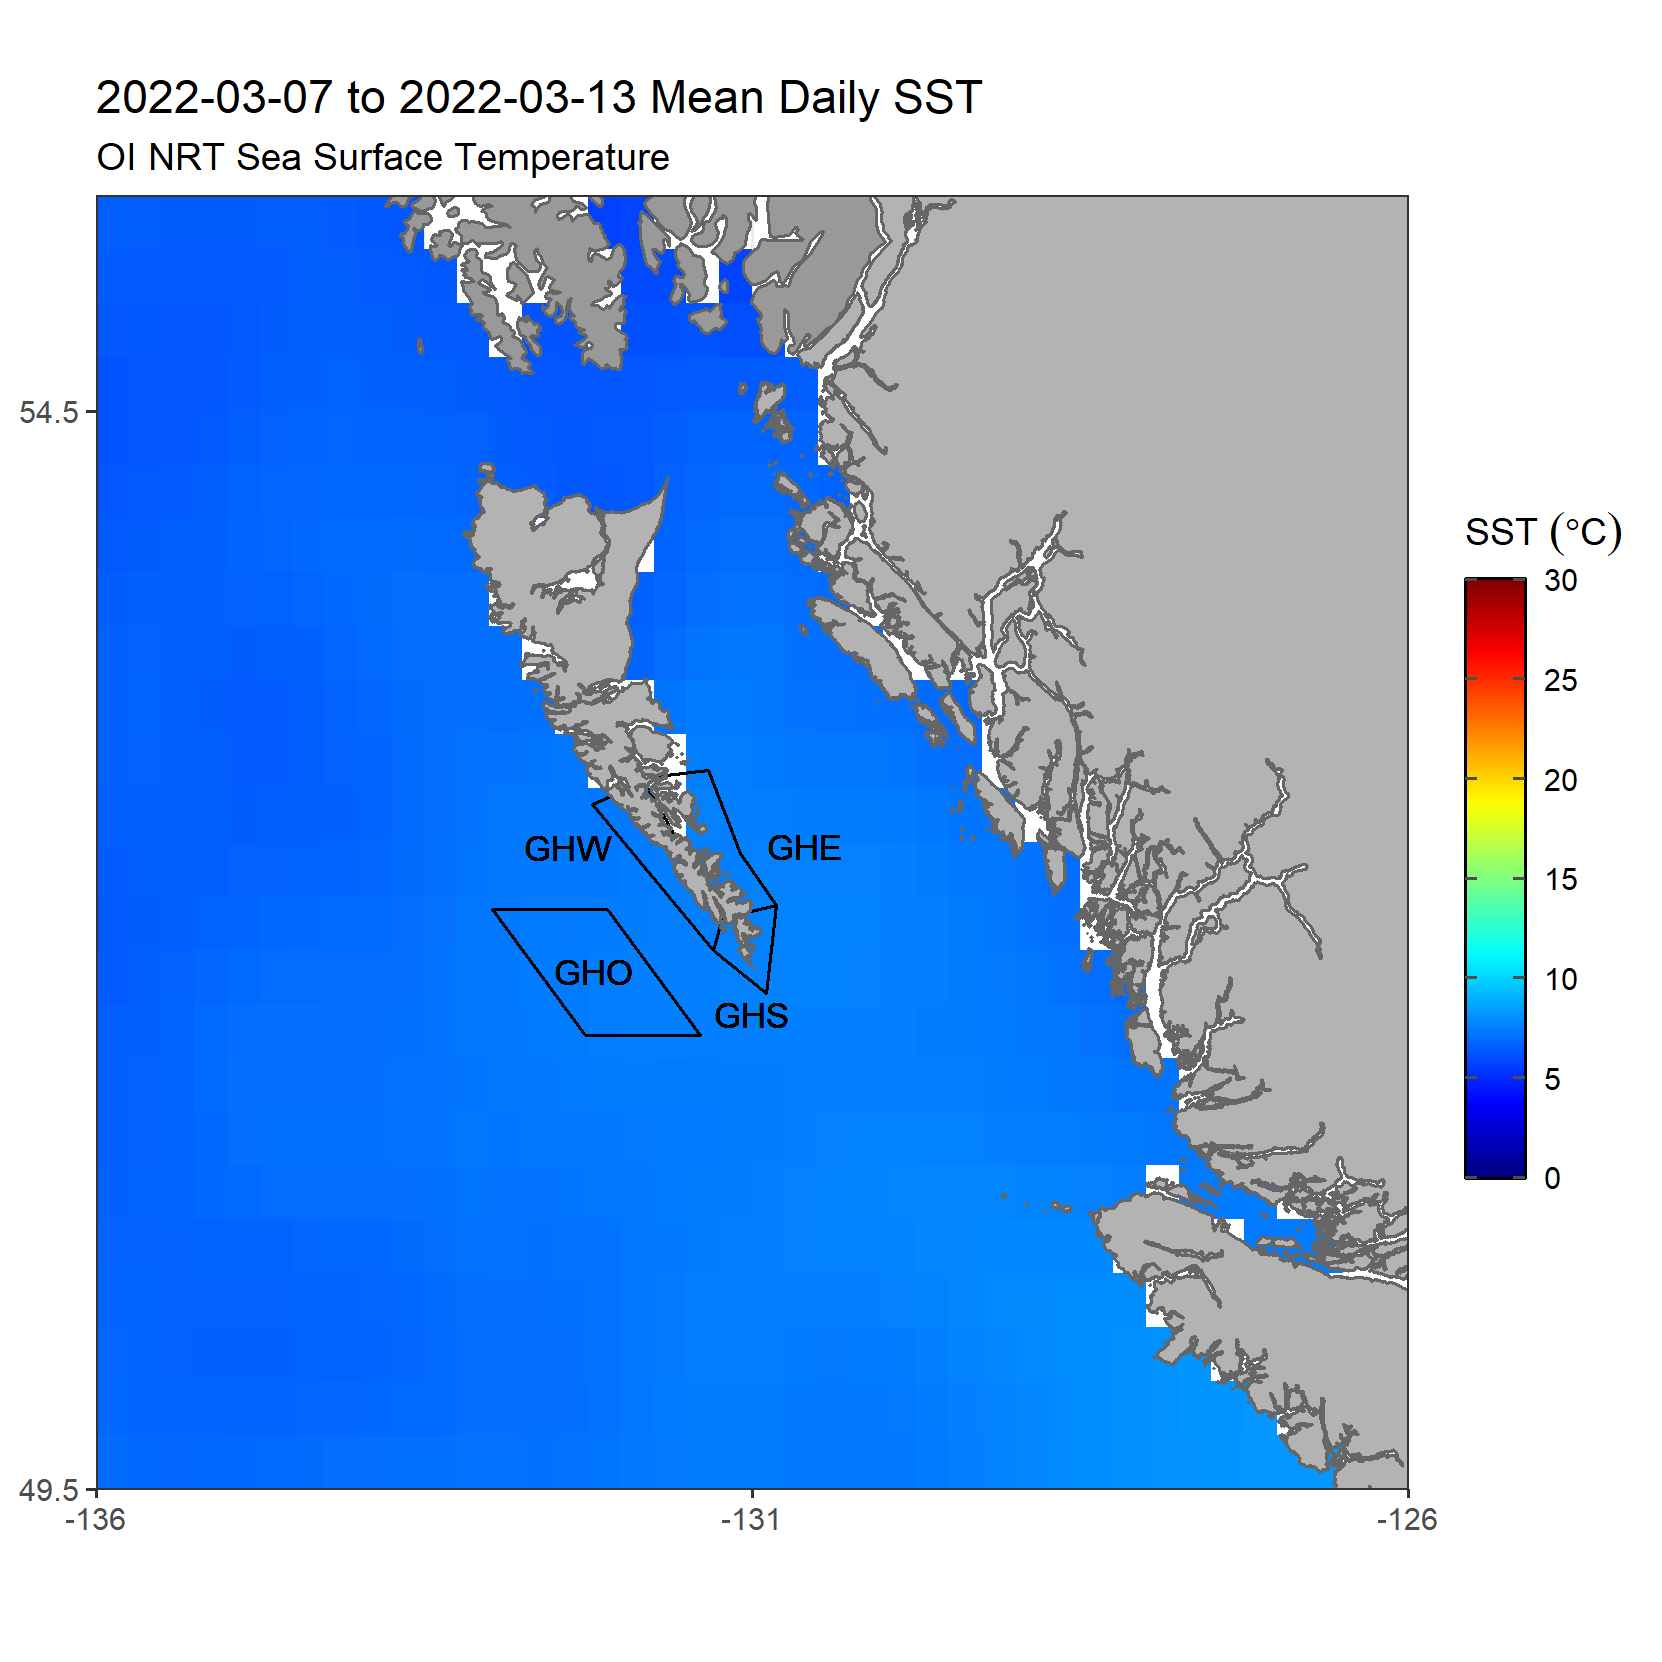 2022-03-07 to 2022-03-13 Mean Daily SST
OI NRT Sea Surface Temperature
54.5
49.5
-136
-131
-126
GHW
GHE
GHO
GHS
SST (°C)
30
25
20
15
10
5
0